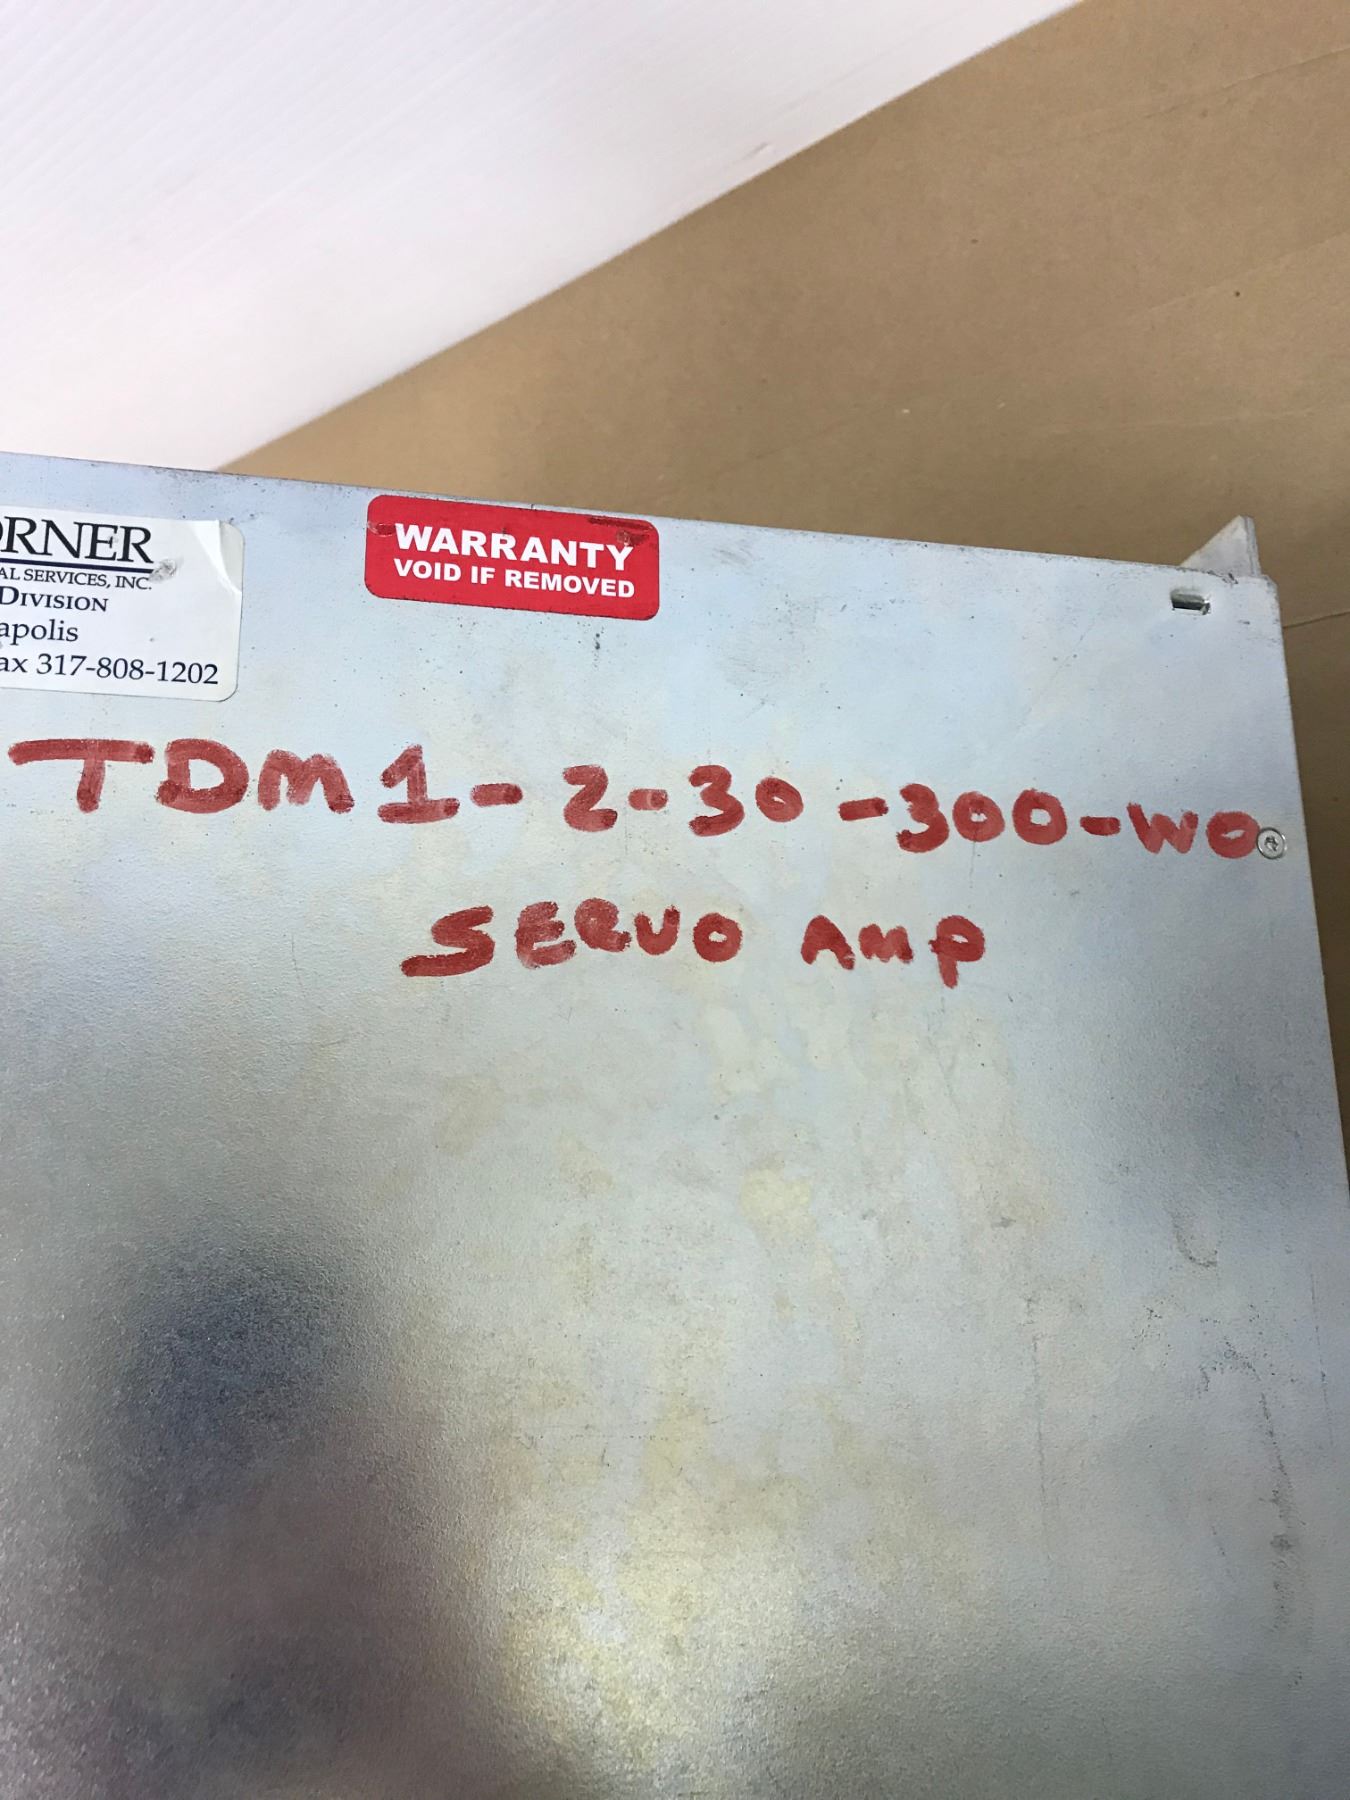 ORNER
AL SERVICES, INC.
DIVISION
apolis
ax 317-808-1202
WARRANTY
VOID IF REMOVED
TDM1-2-30-300-WO
SERVO AMP